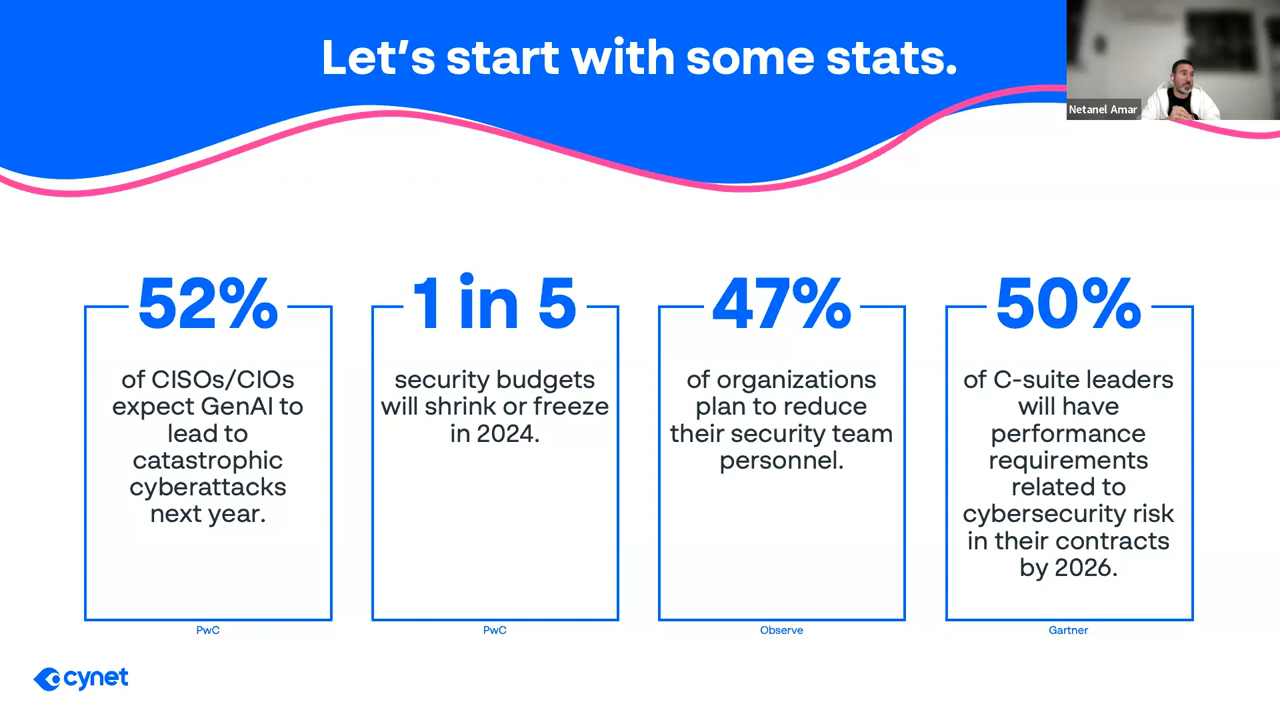 Let's start with some stats.
Netanel Amar
52%
of CISOs/CIOs
expect GenAI to
lead to
catastrophic
cyberattacks
next year.
PwC
1 in 5
security budgets
will shrink or freeze
in 2024.
PwC
47%
of organizations
plan to reduce
their security team
personnel.
Observe
50%
of C-suite leaders
will have
performance
requirements
related to
cybersecurity risk
in their contracts
by 2026.
Gartner
cynet